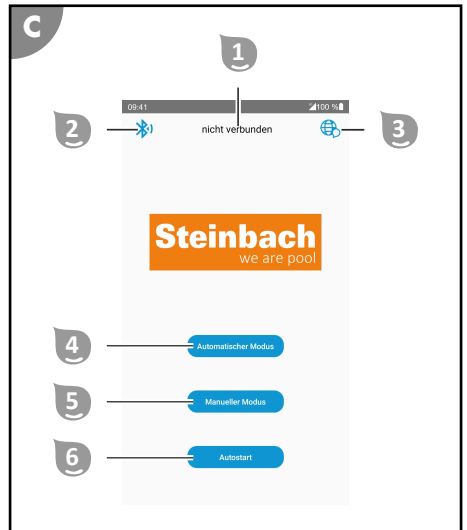 C
1
09:41 100 %
2 nicht verbunden 3
Steinbach
we are pool
4 Automatischer Modus
5 Manueller Modus
6 Autostart